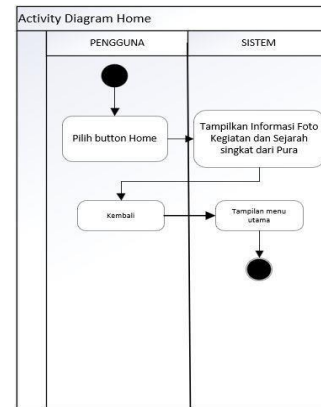 Activity Diagram Home
PENGGUNA
SISTEM
Pilih button Home
Tampilkan Informasi Foto
Kegiatan dan Sejarah
singkat dari Pura
Kembali
Tampilan menu
utama